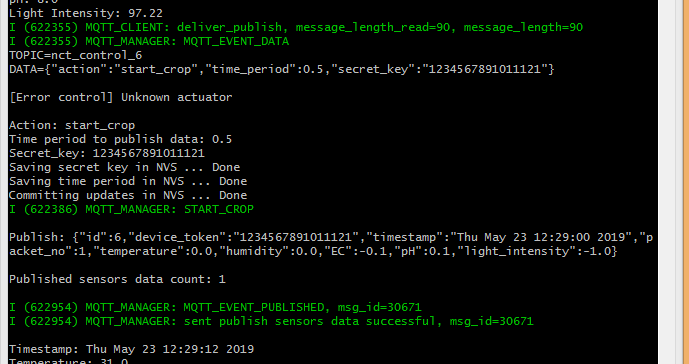 pH: 8.0
Light Intensity: 97.22
I (622355) MQTT_CLIENT: deliver_publish, message_length_read=90, message_length=90
I (622355) MQTT_MANAGER: MQTT_EVENT_DATA
TOPIC=nct_control_6
DATA={"action":"start_crop","time_period":0.5,"secret_key":"1234567891011121"}
[Error control] Unknown actuator
Action: start_crop
Time period to publish data: 0.5
Secret_key: 1234567891011121
Saving secret key in NVS ... Done
Saving time period in NVS ... Done
Committing updates in NVS ... Done
I (622386) MQTT_MANAGER: START_CROP
Publish: {"id":6,"device_token":"1234567891011121","timestamp":"Thu May 23 12:29:00 2019","p
acket_no":1,"temperature":0.0,"humidity":0.0,"EC":-0.1,"pH":0.1,"light_intensity":-1.0}
Published sensors data count: 1
I (622954) MQTT_MANAGER: MQTT_EVENT_PUBLISHED, msg_id=30671
I (622954) MQTT_MANAGER: sent publish sensors data successful, msg_id=30671
Timestamp: Thu May 23 12:29:12 2019
Temperature: 31.0